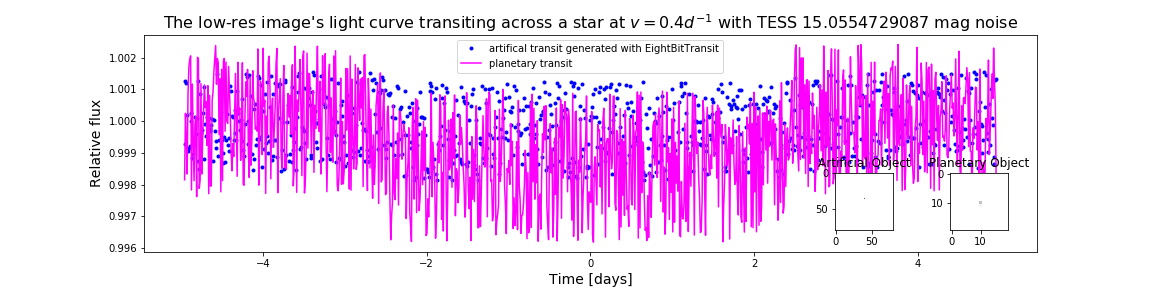 The low-res image's light curve transiting across a star at v = 0.4d⁻¹ with TESS 15.0554729087 mag noise
artifical transit generated with EightBitTransit
planetary transit
Relative flux
1.002
1.001
1.000
0.999
0.998
0.997
0.996
Artificial Object
0
50
0
50
Planetary Object
0
10
0
10
−4
−2
0
2
4
Time [days]